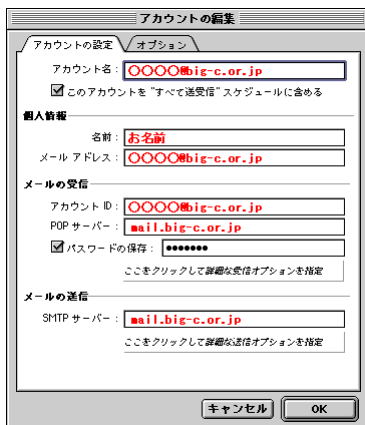 アカウントの編集
アカウントの設定 オプション
アカウント名： 〇〇〇〇@big-c.or.jp
このアカウントを "すべて送受信" スケジュールに含める
個人情報
名前： お名前
メール アドレス： 〇〇〇〇@big-c.or.jp
メールの受信
アカウント ID： 〇〇〇〇@big-c.or.jp
POP サーバー： mail.big-c.or.jp
パスワードの保存： •••••••
ここをクリックして詳細な受信オプションを指定
メールの送信
SMTP サーバー： mail.big-c.or.jp
ここをクリックして詳細な送信オプションを指定
キャンセル OK